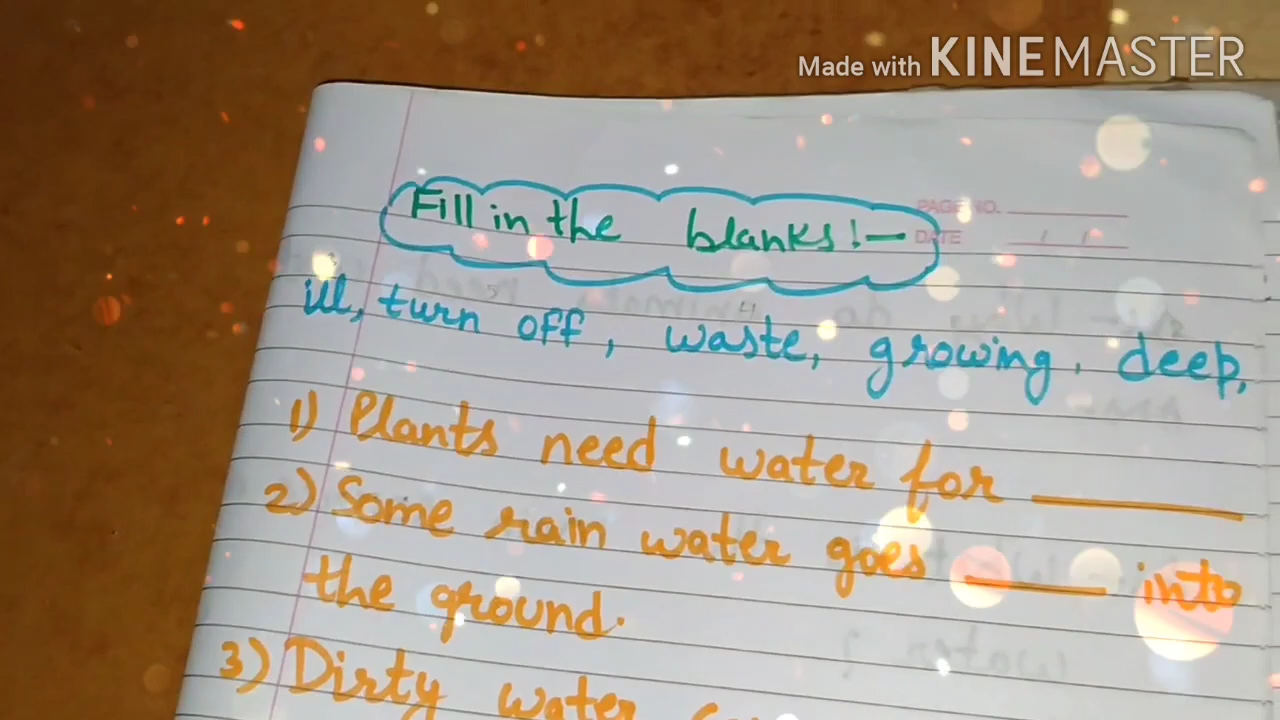 Made with KINEMASTER
PAGE NO.
DATE / /
Fill in the blanks!—
ill, turn off, waste, growing, deep,
1) Plants need water for ______
2) Some rain water goes ______ into
the ground.
3) Dirty water